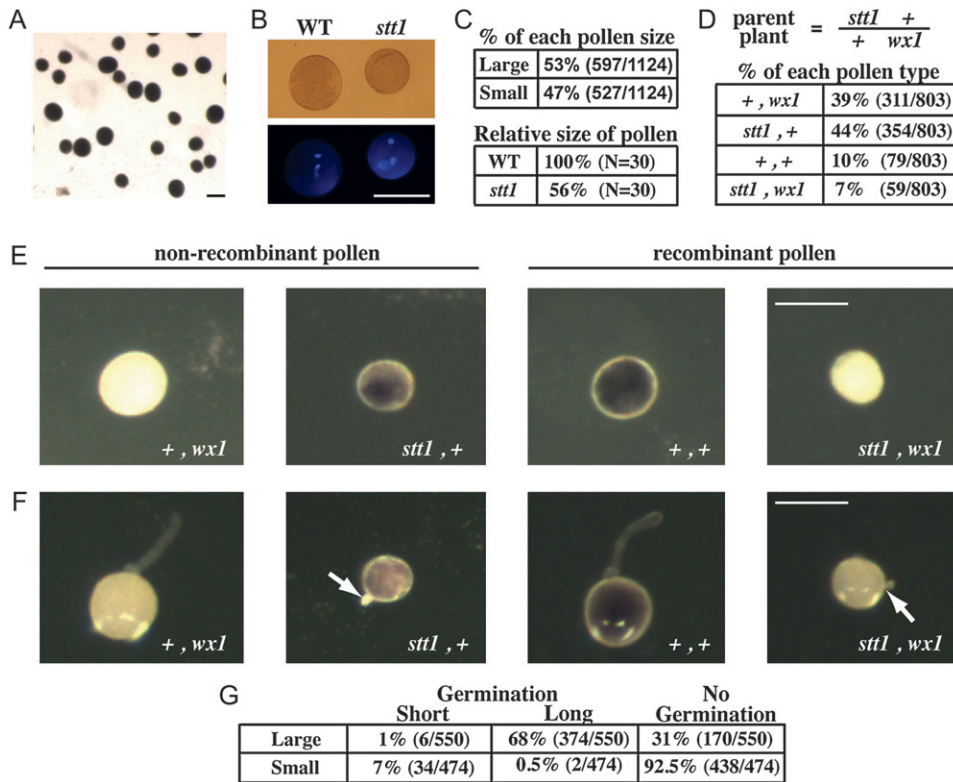 A
B
WT stt1
C
% of each pollen size
Large 53% (597/1124)
Small 47% (527/1124)
Relative size of pollen
WT 100% (N=30)
stt1 56% (N=30)
D
parent plant = stt1 + / + wx1
% of each pollen type
+ , wx1 39% (311/803)
stt1 , + 44% (354/803)
+ , + 10% (79/803)
stt1 , wx1 7% (59/803)
E
non-recombinant pollen recombinant pollen
+ , wx1 stt1 , + + , + stt1 , wx1
F
+ , wx1 stt1 , + + , + stt1 , wx1
G
Germination No
Short Long Germination
Large 1% (6/550) 68% (374/550) 31% (170/550)
Small 7% (34/474) 0.5% (2/474) 92.5% (438/474)